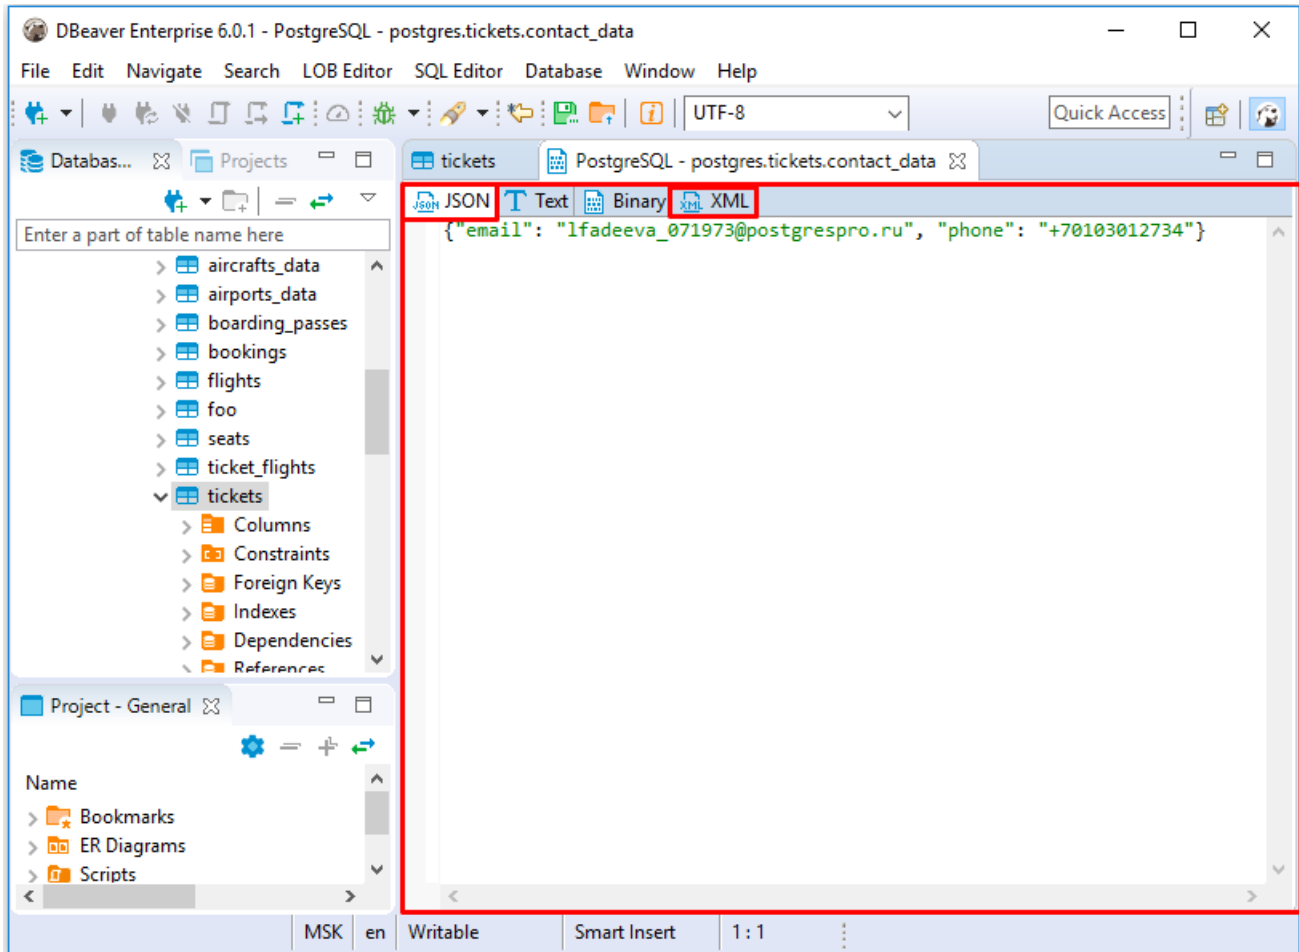 DBeaver Enterprise 6.0.1 - PostgreSQL - postgres.tickets.contact_data
File Edit Navigate Search LOB Editor SQL Editor Database Window Help
UTF-8 Quick Access
Databas... Projects
tickets PostgreSQL - postgres.tickets.contact_data
JSON Text Binary XML
Enter a part of table name here
{"email": "lfadeeva_071973@postgrespro.ru", "phone": "+70103012734"}
aircrafts_data
airports_data
boarding_passes
bookings
flights
foo
seats
ticket_flights
tickets
Columns
Constraints
Foreign Keys
Indexes
Dependencies
References
Project - General
Name
Bookmarks
ER Diagrams
Scripts
MSK en Writable Smart Insert 1 : 1